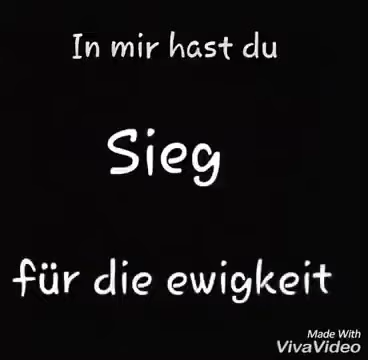 In mir hast du
Sieg
für die ewigkeit
Made With
VivaVideo